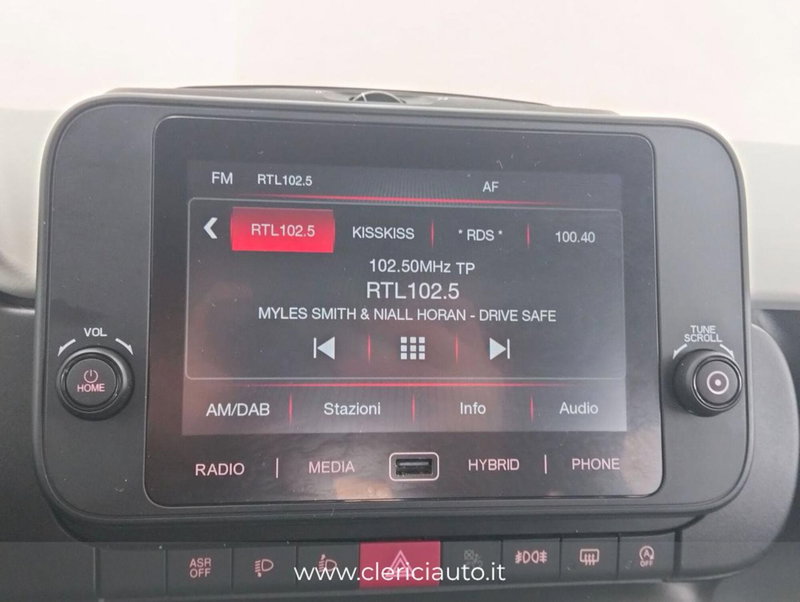 FM RTL102.5 AF
RTL102.5 KISSKISS * RDS * 100.40
102.50MHz TP
RTL102.5
MYLES SMITH & NIALL HORAN - DRIVE SAFE
VOL
TUNE
SCROLL
HOME
AM/DAB Stazioni Info Audio
RADIO MEDIA HYBRID PHONE
ASR
OFF
OFF
www.clericiauto.it